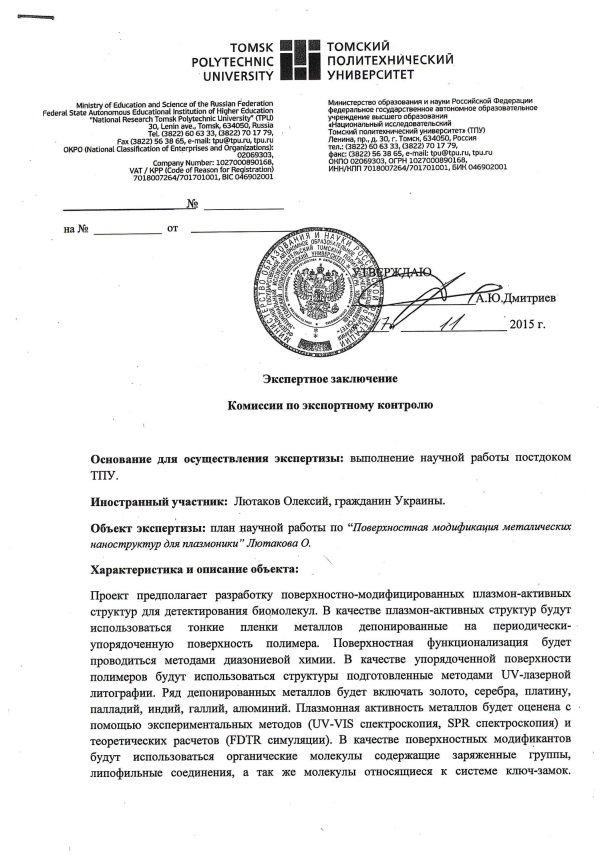 TOMSK POLYTECHNIC UNIVERSITY
ТОМСКИЙ ПОЛИТЕХНИЧЕСКИЙ УНИВЕРСИТЕТ
Ministry of Education and Science of the Russian Federation
Federal State Autonomous Educational Institution of Higher Education
"National Research Tomsk Polytechnic University" (TPU)
30, Lenin ave., Tomsk, 634050, Russia
Tel. (3822) 60 63 33, (3822) 70 17 79,
Fax (3822) 56 38 65, e-mail: tpu@tpu.ru, tpu.ru
OKPO (National Classification of Enterprises and Organizations):
02069303,
Company Number: 1027000890168,
VAT / KPP (Code of Reason for Registration)
7018007264/701701001, BIC 046902001
Министерство образования и науки Российской Федерации
федеральное государственное автономное образовательное
учреждение высшего образования
«Национальный исследовательский
Томский политехнический университет» (ТПУ)
Ленина, пр., д. 30, г. Томск, 634050, Россия
тел.: (3822) 60 63 33, (3822) 70 17 79,
факс: (3822) 56 38 65, e-mail: tpu@tpu.ru, tpu.ru
ОКПО 02069303, ОГРН 1027000890168,
ИНН/КПП 7018007264/701701001, БИК 046902001
№
на № от
УТВЕРЖДАЮ
А.Ю.Дмитриев
11 2015 г.
Экспертное заключение
Комиссии по экспортному контролю
Основание для осуществления экспертизы: выполнение научной работы постдоком
ТПУ.
Иностранный участник: Лютаков Олексий, гражданин Украины.
Объект экспертизы: план научной работы по “Поверхностная модификация металических
наноструктур для плазмоники” Лютакова О.
Характеристика и описание объекта:
Проект предполагает разработку поверхностно-модифицированных плазмон-активных
структур для детектирования биомолекул. В качестве плазмон-активных структур будут
использоваться тонкие пленки металлов депонированные на периодически-
упорядоченную поверхность полимера. Поверхностная функционализация будет
проводиться методами диазониевой химии. В качестве упорядоченной поверхности
полимеров будут использоваться структуры подготовленные методами UV-лазерной
литографии. Ряд депонированных металлов будет включать золото, серебра, платину,
палладий, индий, галлий, алюминий. Плазмонная активность металлов будет оценена с
помощью экспериментальных методов (UV-VIS спектроскопия, SPR спектроскопия) и
теоретических расчетов (FDTR симуляции). В качестве поверхностных модификантов
будут использоваться органические молекулы содержащие заряженные группы,
липофильные соединения, а так же молекулы относящиеся к системе ключ-замок.